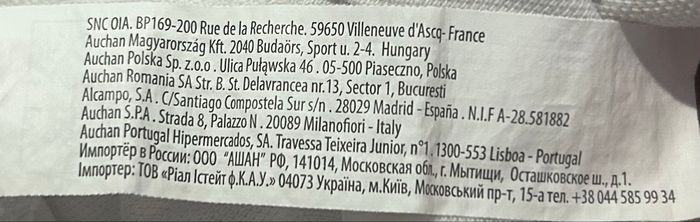 SNC OIA. BP169-200 Rue de la Recherche. 59650 Villeneuve d'Ascq- France
Auchan Magyarország Kft. 2040 Budaörs, Sport u. 2-4. Hungary
Auchan Polska Sp. z.o.o . Ulica Puławska 46 . 05-500 Piaseczno, Polska
Auchan Romania SA Str. B. St. Delavrancea nr.13, Sector 1, Bucuresti
Alcampo, S.A . C/Santiago Compostela Sur s/n . 28029 Madrid - España . N.I.F A-28.581882
Auchan S.P.A . Strada 8, Palazzo N . 20089 Milanofiori - Italy
Auchan Portugal Hipermercados, SA. Travessa Teixeira Junior, n°1, 1300-553 Lisboa - Portugal
Импортёр в России: ООО "АШАН" РФ, 141014, Московская обл., г. Мытищи, Осташковское ш., д.1.
Імпортер: ТОВ «Ріал Істейт ф.К.А.У.» 04073 Україна, м.Київ, Московський пр-т, 15-а тел. +38 044 585 99 34